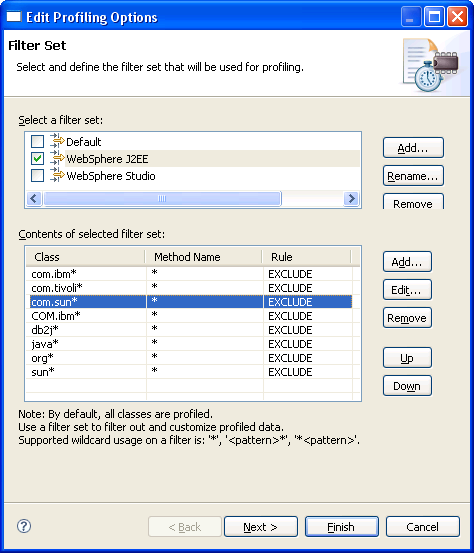 Edit Profiling Options
Filter Set
Select and define the filter set that will be used for profiling.
Select a filter set:
Default
WebSphere J2EE
WebSphere Studio
Add...
Rename...
Remove
Contents of selected filter set:
Class Method Name Rule
com.ibm* * EXCLUDE
com.tivoli* * EXCLUDE
com.sun* * EXCLUDE
COM.ibm* * EXCLUDE
db2j* * EXCLUDE
java* * EXCLUDE
org* * EXCLUDE
sun* * EXCLUDE
Add...
Edit...
Remove
Up
Down
Note: By default, all classes are profiled.
Use a filter set to filter out and customize profiled data.
Supported wildcard usage on a filter is: '*', '<pattern>*', '*<pattern>'.
? < Back Next > Finish Cancel